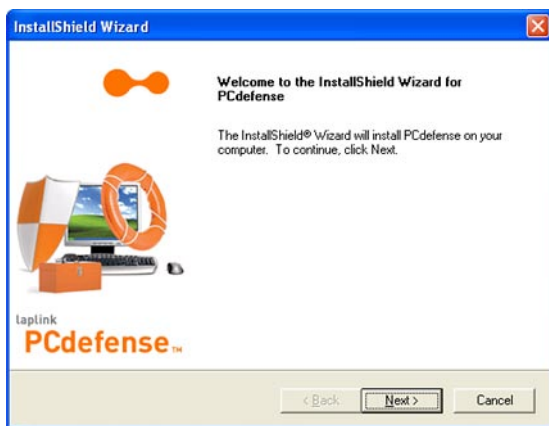 InstallShield Wizard
Welcome to the InstallShield Wizard for
PCdefense
The InstallShield® Wizard will install PCdefense on your
computer. To continue, click Next.
laplink
PCdefense™
< Back
Next >
Cancel